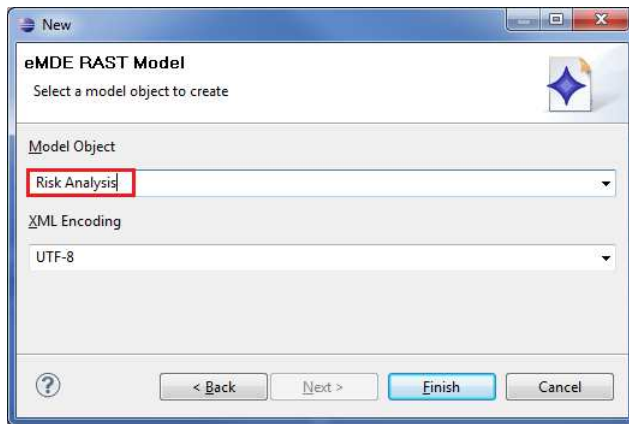 New
eMDE RAST Model
Select a model object to create
Model Object
Risk Analysis
XML Encoding
UTF-8
?
< Back
Next >
Finish
Cancel